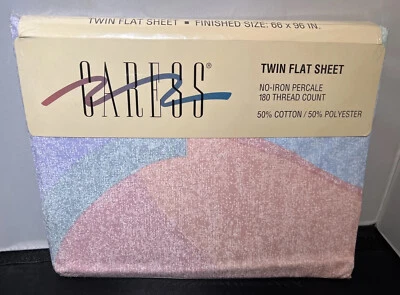 TWIN FLAT SHEET ▪ FINISHED SIZE: 66 x 96 IN.
CARESS®
TWIN FLAT SHEET
NO-IRON PERCALE
180 THREAD COUNT
50% COTTON / 50% POLYESTER